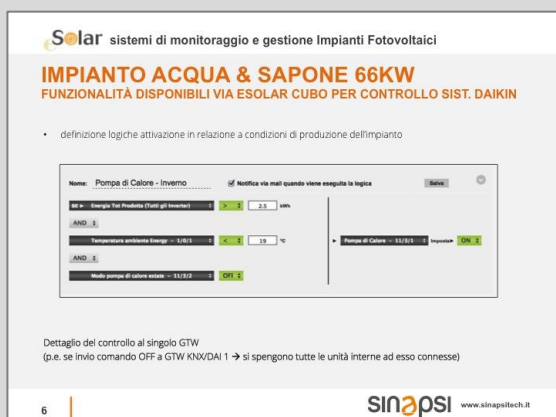 eSolar sistemi di monitoraggio e gestione Impianti Fotovoltaici
IMPIANTO ACQUA & SAPONE 66KW
FUNZIONALITÀ DISPONIBILI VIA ESOLAR CUBO PER CONTROLLO SIST. DAIKIN
• definizione logiche attivazione in relazione a condizioni di produzione dell'impianto
Nome: Pompa di Calore - Inverno Notifica via mail quando viene eseguita la logica Salva
SE Energia Tot Prodotta (Tutti gli Inverter) > 2.5 kWh
AND
Temperatura ambiente Energy - 1/0/1 < 19 °C
Pompa di Calore - 11/3/1 Imposta ON
AND
Modo pompa di calore estate - 11/3/2 OFF
Dettaglio del controllo al singolo GTW
(p.e. se invio comando OFF a GTW KNX/DAI 1 → si spengono tutte le unità interne ad esso connesse)
6
sinapsi www.sinapsitech.it